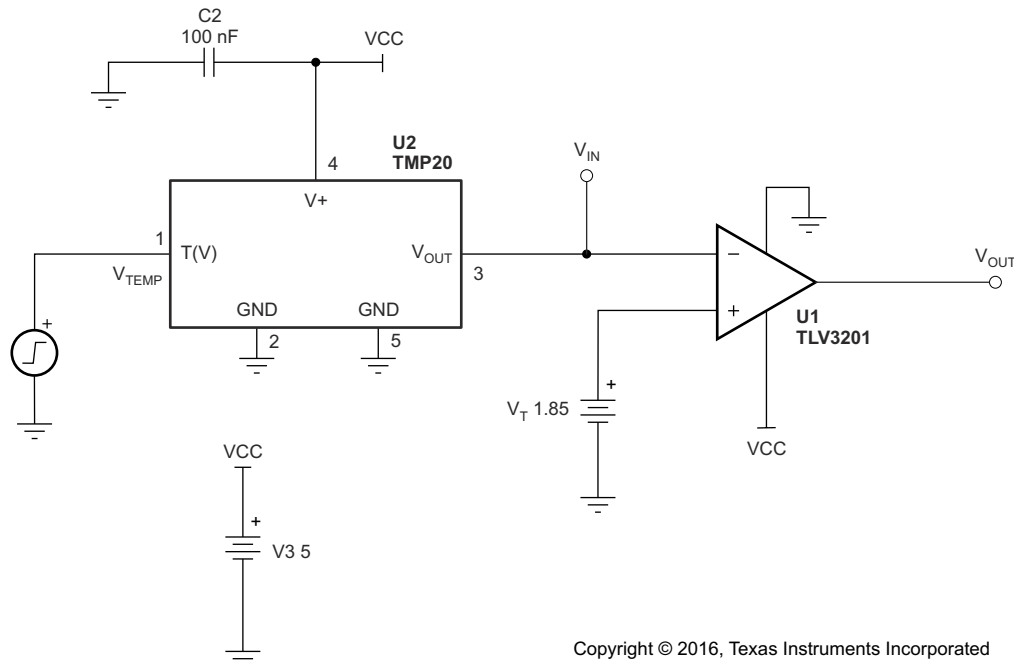 C2
100 nF
VCC
U2
TMP20
4
V+
V_IN
1
T(V)
V_TEMP
V_OUT
3
GND
GND
2
5
−
+
U1
TLV3201
V_OUT
+
+
V_T 1.85
VCC
VCC
+
V3 5
Copyright © 2016, Texas Instruments Incorporated